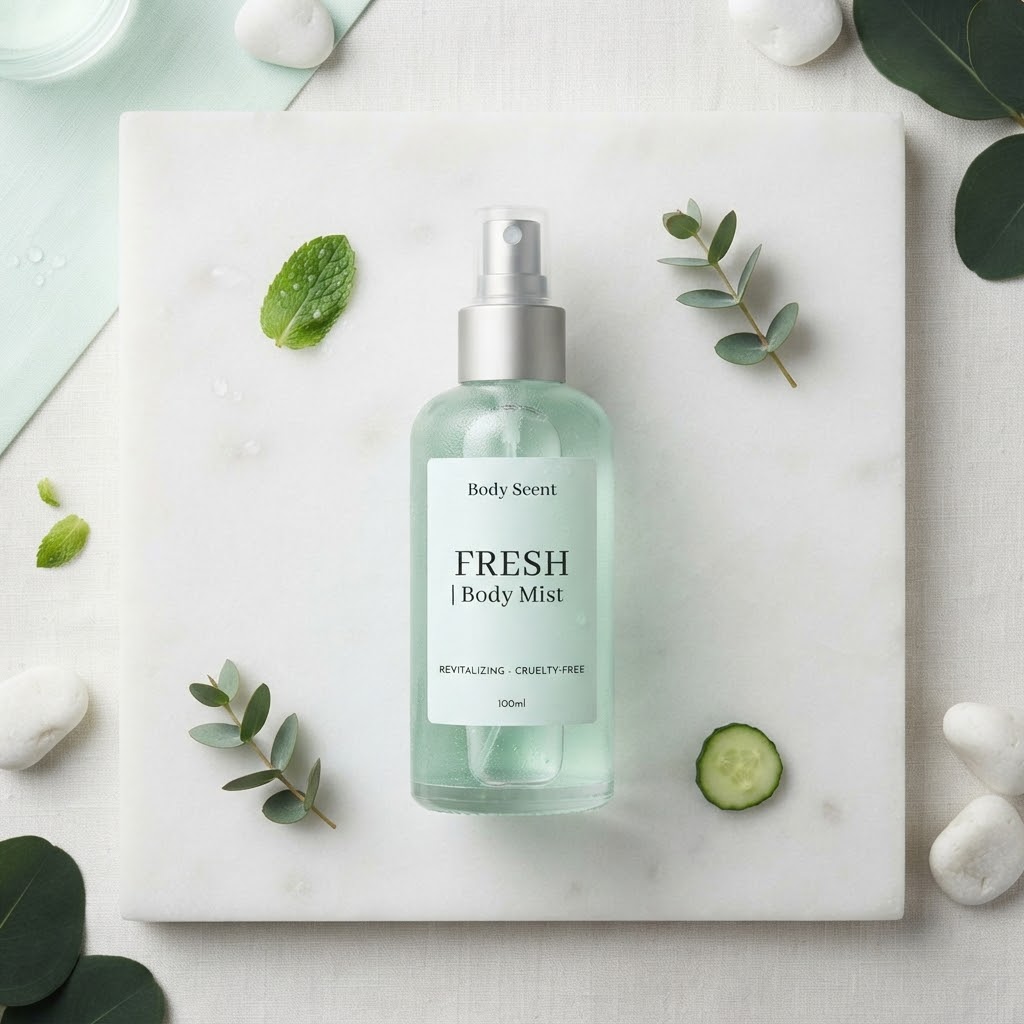 Body Scent
FRESH
| Body Mist
REVITALIZING - CRUELTY-FREE
100ml